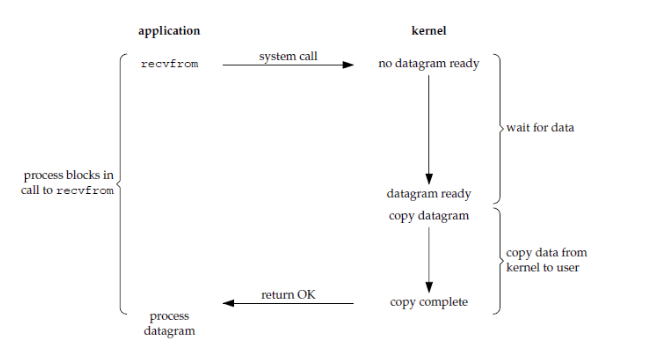 application
kernel
recvfrom
system call
no datagram ready
wait for data
process blocks in
call to recvfrom
datagram ready
copy datagram
copy data from
kernel to user
return OK
copy complete
process
datagram